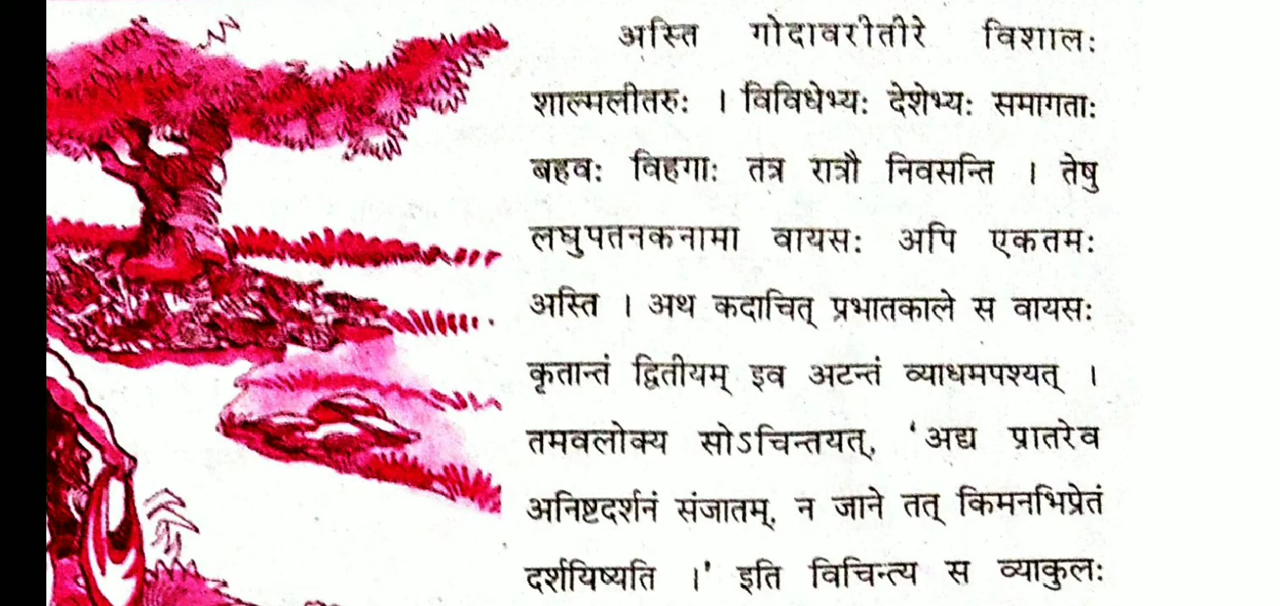 अस्ति गोदावरीतीरे विशालः
शाल्मलीतरुः । विविधेभ्यः देशेभ्यः समागताः
बहवः विहगाः तत्र रात्रौ निवसन्ति । तेषु
लघुपतनकनामा वायसः अपि एकतमः
अस्ति । अथ कदाचित् प्रभातकाले स वायसः
कृतान्तं द्वितीयम् इव अटन्तं व्याधमपश्यत् ।
तमवलोक्य सोऽचिन्तयत्, ‘अद्य प्रातरेव
अनिष्टदर्शनं संजातम्, न जाने तत् किमनभिप्रेतं
दर्शयिष्यति ।’ इति विचिन्त्य स व्याकुलः